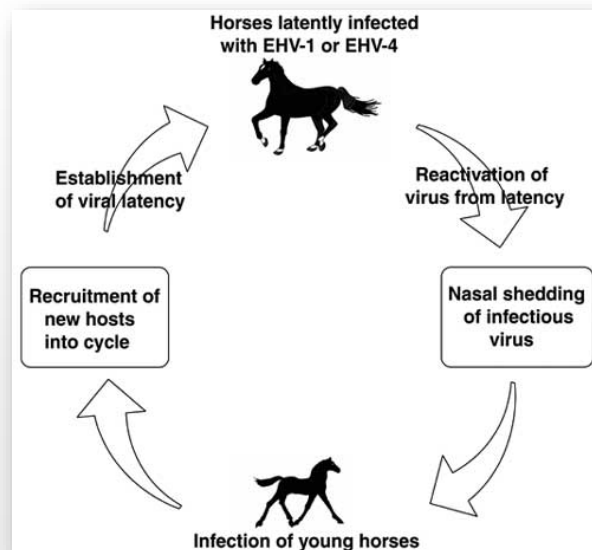 Horses latently infected
with EHV-1 or EHV-4
Reactivation of
virus from latency
Nasal shedding
of infectious
virus
Infection of young horses
Recruitment of
new hosts
into cycle
Establishment
of viral latency